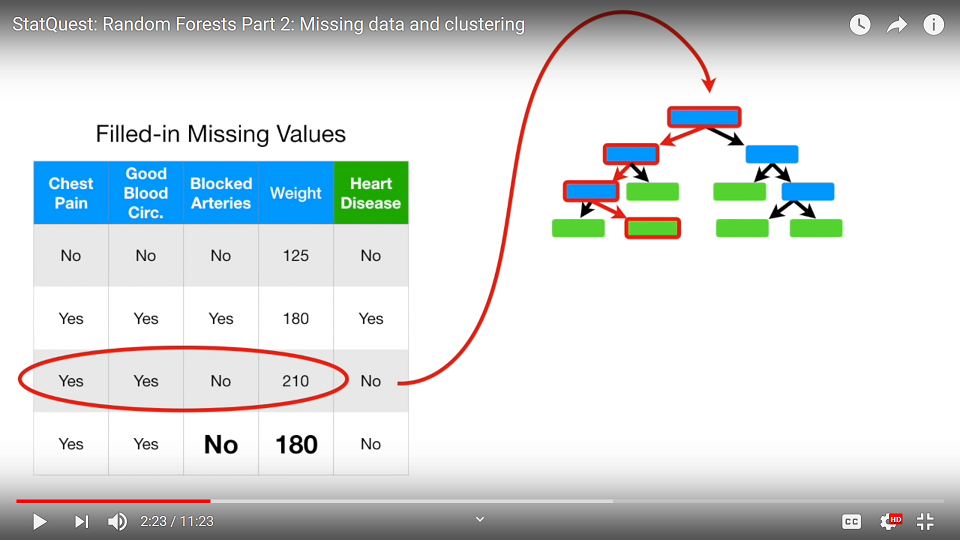 StatQuest: Random Forests Part 2: Missing data and clustering
Filled-in Missing Values
Chest Pain Good Blood Circ. Blocked Arteries Weight Heart Disease
No No No 125 No
Yes Yes Yes 180 Yes
Yes Yes No 210 No
Yes Yes No 180 No
2:23 / 11:23
CC
HD